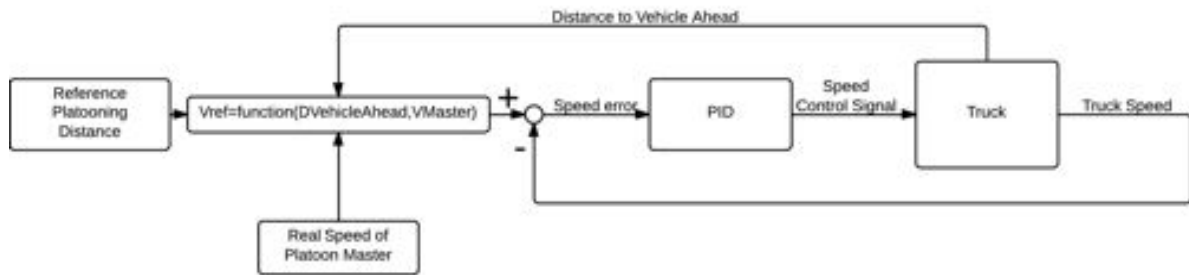 Distance to Vehicle Ahead
Reference
Platooning
Distance
Vref=function(DVehicleAhead,VMaster)
+
-
Speed error
PID
Speed
Control Signal
Truck
Truck Speed
Real Speed of
Platoon Master